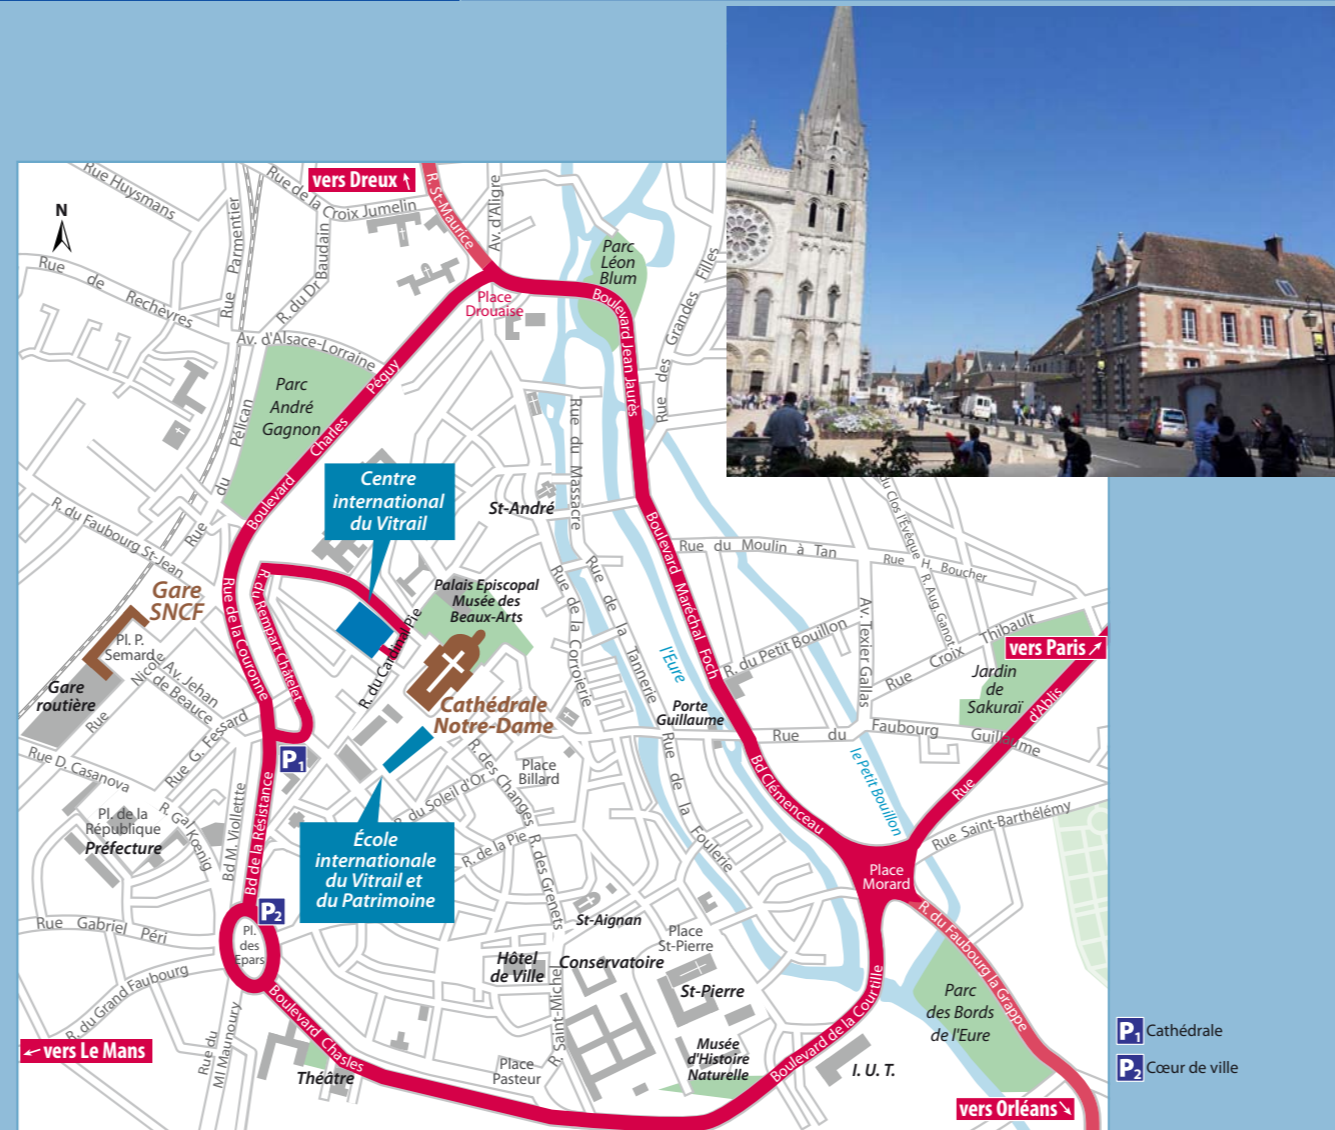 vers Dreux
Rue Huysmans
Rue de la Croix Jumelin
R. St-Maurice
Av. d'Aligre
N
Rue Parmentier
R. du Dr Baudain
Rue de Rechèvres
Parc
Léon
Blum
Rue des Grandes Filles
Place
Drouaise
Boulevard Jean Jaurès
Av. d'Alsace-Lorraine
Parc
André
Gagnon
Boulevard Charles Péguy
Rue du Pélican
Rue du Massacre
Centre
international
du Vitrail
St-André
R. du Faubourg St-Jean
Boulevard Maréchal Foch
Rue du Moulin à Tan
du Clos l'Évêque
Rue H. Boucher
R. Aug. Ganot
Gare
SNCF
R. du Rempart Châtelet
Rue de la Couronne
Palais Episcopal
Musée des
Beaux-Arts
Rue de la Corroierie
Rue de la Tannerie
l'Eure
R. du Petit Bouillon
Av. Texier Gallas
Rue Croix Thibault
vers Paris
Pl. P.
Semard
R. du Cardinal Pie
Jardin
de
Sakuraï
Gare
routière
Rue Nicole
Av. Jehan
de Beauce
Cathédrale
Notre-Dame
Porte
Guillaume
Rue du Faubourg Guillaume
Rue d'Ablis
Rue G. Fessard
P1
Rue D. Casanova
Place
Billard
R. des Changes
R. du Soleil d'Or
Rue de la Foulerie
Bd Clémenceau
le Petit Bouillon
Rue Saint-Barthélémy
Pl. de la
République
Préfecture
R. Gal Kœnig
Bd M. Viollette
Bd de la Résistance
École
internationale
du Vitrail et
du Patrimoine
R. de la Pie
R. des Grenets
Place
Morard
P2
Rue Gabriel Péri
Pl.
des
Epars
St-Aignan
Place
St-Pierre
R. du Faubourg la Grappe
Hôtel
de Ville
Conservatoire
St-Pierre
R. du Grand Faubourg
Boulevard Chasles
R. Saint-Michel
Boulevard de la Courtille
Parc
des Bords
de l'Eure
vers Le Mans
Rue du
Ml Maunoury
Théâtre
Place
Pasteur
Musée
d'Histoire
Naturelle
I. U. T.
vers Orléans
P1 Cathédrale
P2 Cœur de ville